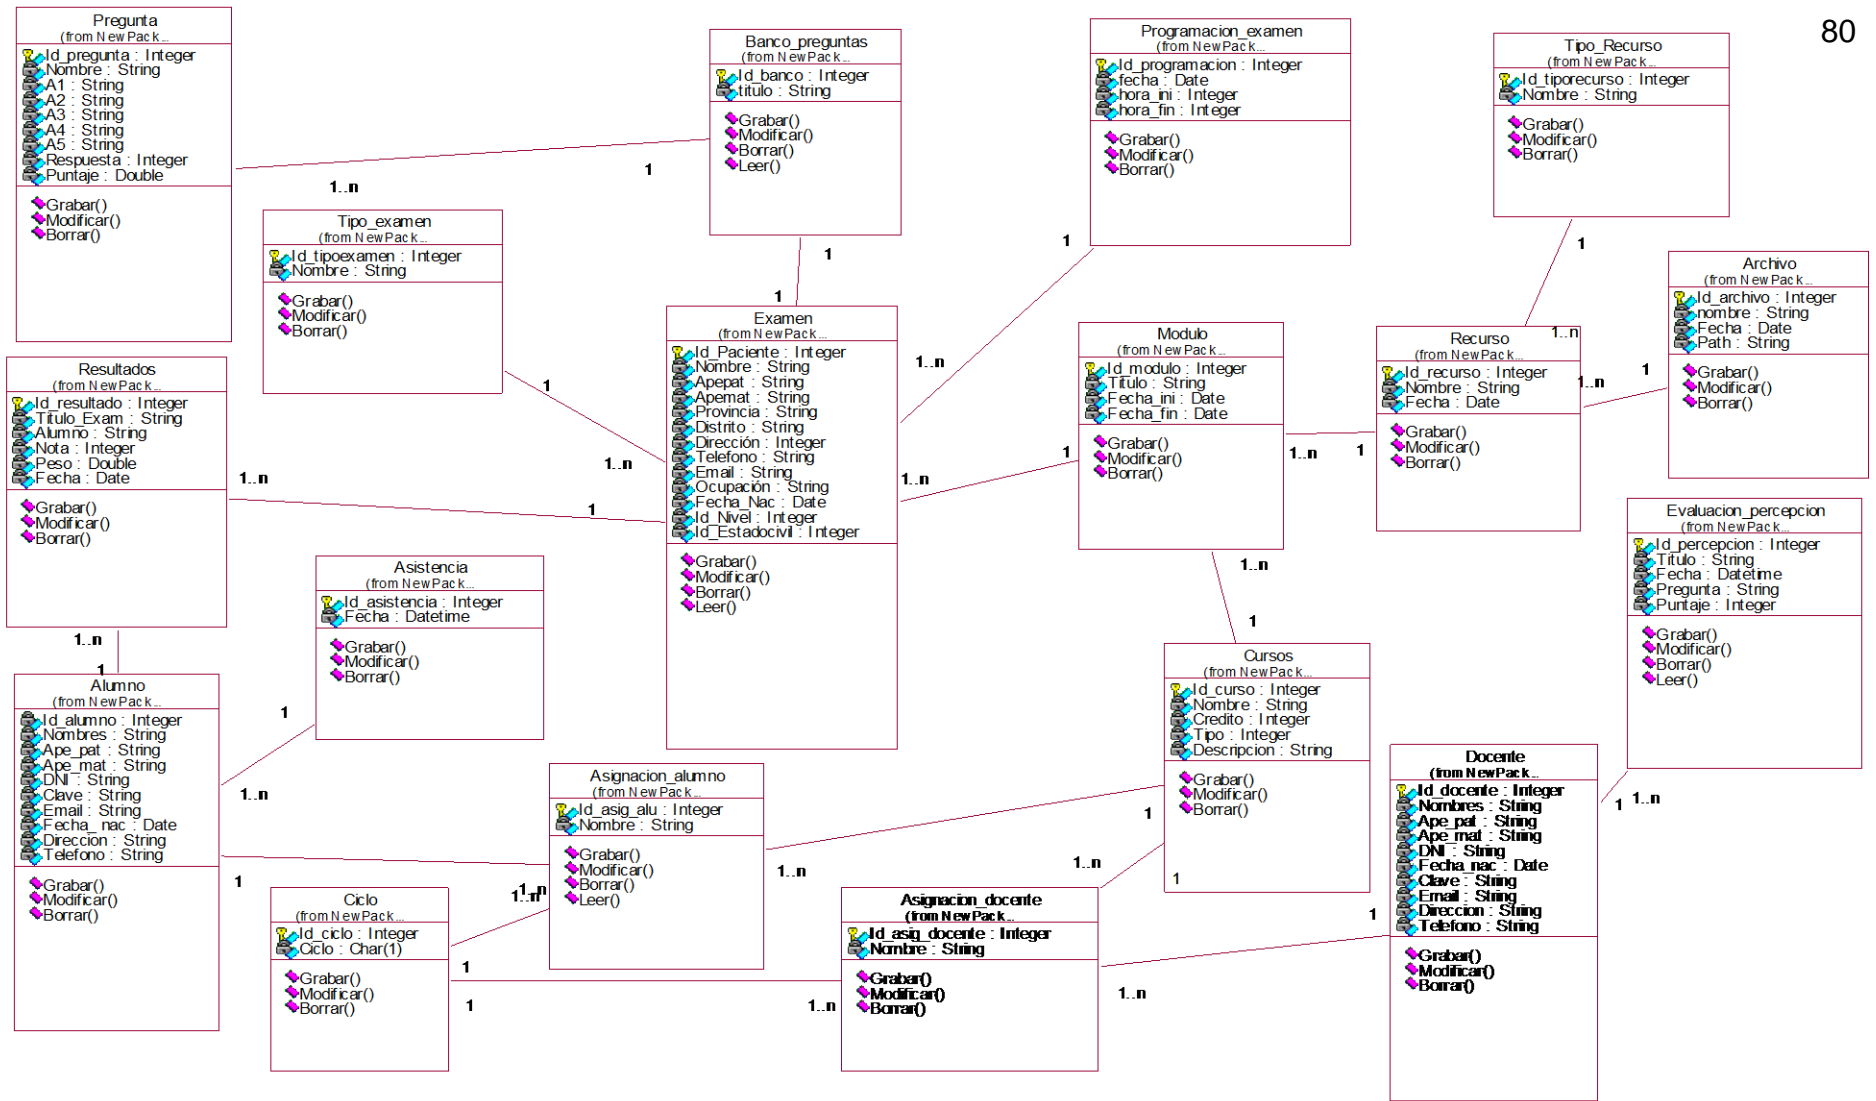 80
Pregunta
(from NewPack...
Id_pregunta : Integer
Nombre : String
A1 : String
A2 : String
A3 : String
A4 : String
A5 : String
Respuesta : Integer
Puntaje : Double
Grabar()
Modificar()
Borrar()
1..n
1
Banco_preguntas
(from NewPack...
Id_banco : Integer
titulo : String
Grabar()
Modificar()
Borrar()
Leer()
1
1
Programacion_examen
(from NewPack...
Id_programacion : Integer
fecha : Date
hora_ini : Integer
hora_fin : Integer
Grabar()
Modificar()
Borrar()
1
1..n
Tipo_Recurso
(from NewPack...
Id_tiporecurso : Integer
Nombre : String
Grabar()
Modificar()
Borrar()
1
1..n
Tipo_examen
(from NewPack...
Id_tipoexamen : Integer
Nombre : String
Grabar()
Modificar()
Borrar()
1
1..n
Archivo
(from NewPack...
Id_archivo : Integer
nombre : String
Fecha : Date
Path : String
Grabar()
Modificar()
Borrar()
1
1..n
Examen
(from NewPack...
Id_Paciente : Integer
Nombre : String
Apepat : String
Apemat : String
Provincia : String
Distrito : String
Dirección : Integer
Telefono : String
Email : String
Ocupación : String
Fecha_Nac : Date
Id_Nivel : Integer
Id_Estadocivil : Integer
Grabar()
Modificar()
Borrar()
Leer()
1..n
1
Modulo
(from NewPack...
Id_modulo : Integer
Titulo : String
Fecha_ini : Date
Fecha_fin : Date
Grabar()
Modificar()
Borrar()
1..n
1
Recurso
(from NewPack...
Id_recurso : Integer
Nombre : String
Fecha : Date
Grabar()
Modificar()
Borrar()
Resultados
(from NewPack...
Id_resultado : Integer
Titulo_Exam : String
Alumno : String
Nota : Integer
Peso : Double
Fecha : Date
Grabar()
Modificar()
Borrar()
1..n
1
1..n
1
Evaluacion_percepcion
(from NewPack...
Id_percepcion : Integer
Titulo : String
Fecha : Datetime
Pregunta : String
Puntaje : Integer
Grabar()
Modificar()
Borrar()
Leer()
1
1..n
Asistencia
(from NewPack...
Id_asistencia : Integer
Fecha : Datetime
Grabar()
Modificar()
Borrar()
1
1..n
1..n
1
Cursos
(from NewPack...
Id_curso : Integer
Nombre : String
Credito : Integer
Tipo : Integer
Descripcion : String
Grabar()
Modificar()
Borrar()
1
Alumno
(from NewPack...
Id_alumno : Integer
Nombres : String
Ape_pat : String
Ape_mat : String
DNI : String
Clave : String
Email : String
Fecha_ nac : Date
Direccion : String
Telefono : String
Grabar()
Modificar()
Borrar()
1
1..n
Asignacion_alumno
(from NewPack...
Id_asig_alu : Integer
Nombre : String
Grabar()
Modificar()
Borrar()
Leer()
1..n
1
1..n
Docente
(from NewPack...
Id_docente : Integer
Nombres : String
Ape_pat : String
Ape_mat : String
DNI : String
Fecha_nac : Date
Clave : String
Email : String
Direccion : String
Telefono : String
Grabar()
Modificar()
Borrar()
1
1..n
Ciclo
(from NewPack...
Id_ciclo : Integer
Ciclo : Char(1)
Grabar()
Modificar()
Borrar()
1..n
1
1
1..n
Asignacion_docente
(from NewPack...
Id_asig_docente : Integer
Nombre : String
Grabar()
Modificar()
Borrar()